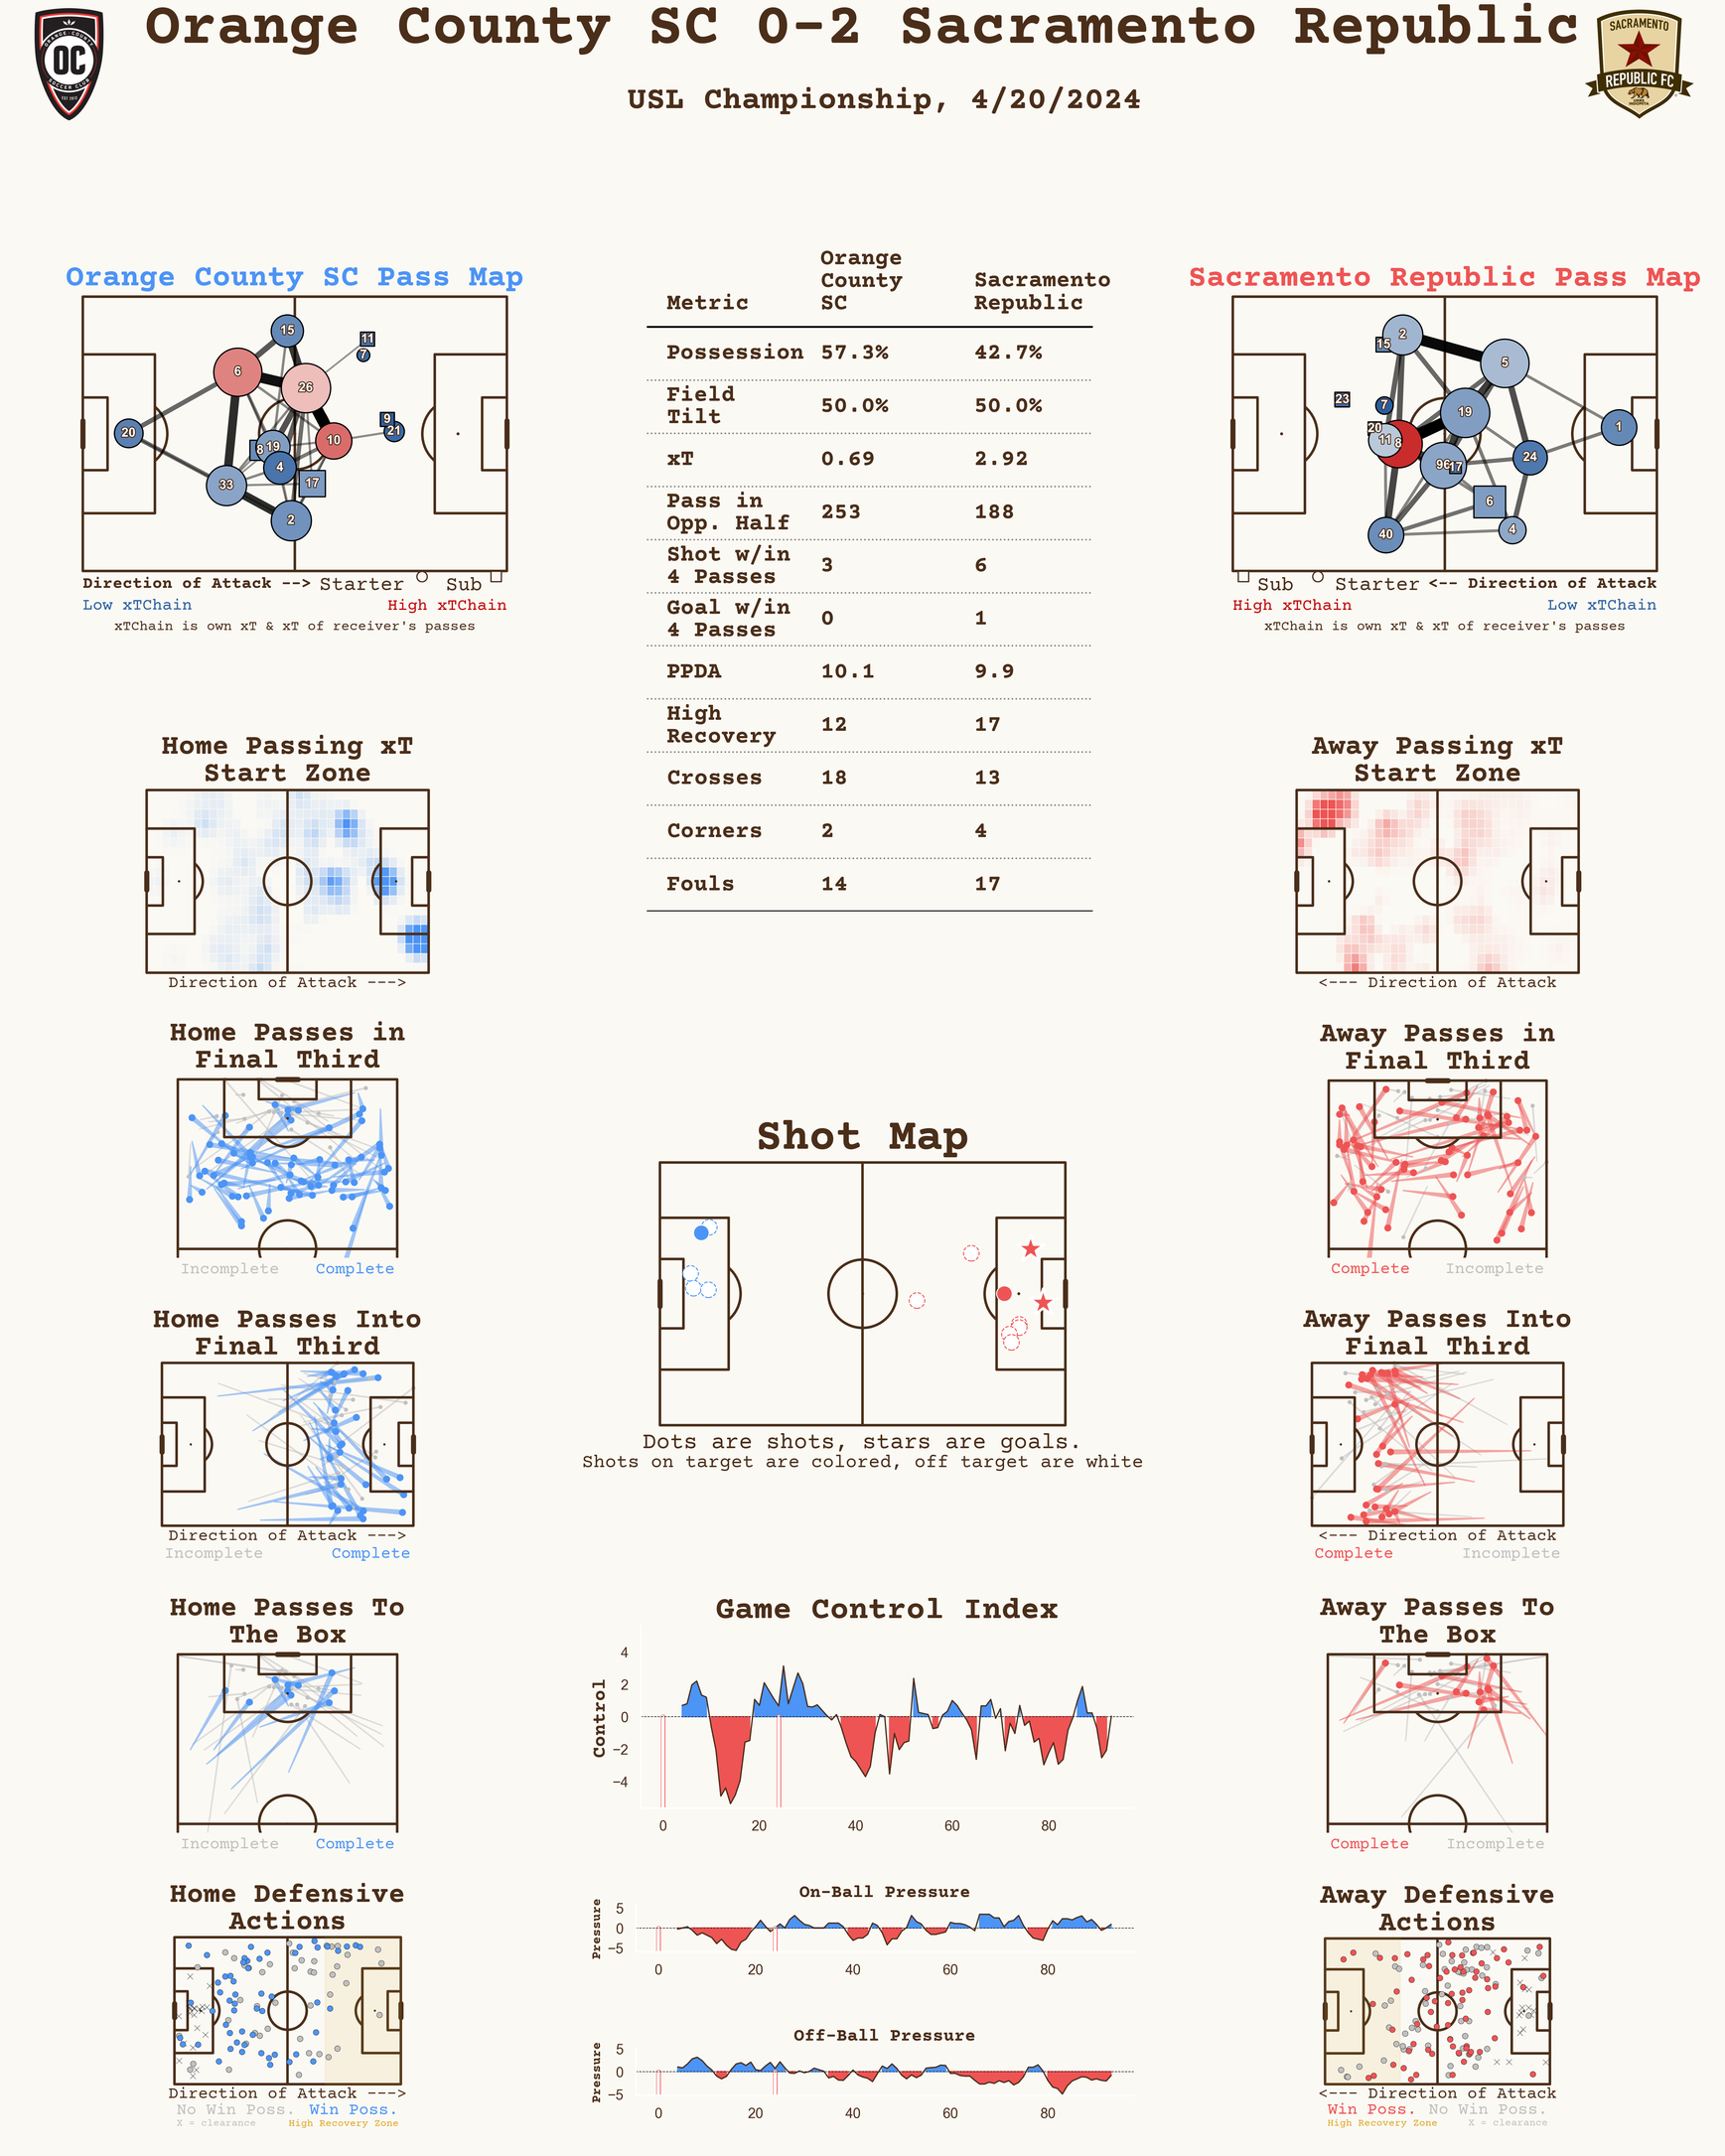 Orange County SC 0-2 Sacramento Republic
USL Championship, 4/20/2024
ORANGE COUNTY
OC
SOCCER CLUB
SACRAMENTO
REPUBLIC FC
Orange County SC Pass Map
15
11
7
6
26
20
9
21
10
8
19
4
33
17
2
Direction of Attack --> Starter Sub
Low xTChain High xTChain
xTChain is own xT & xT of receiver's passes
Metric Orange County SC Sacramento Republic
Possession 57.3% 42.7%
Field Tilt 50.0% 50.0%
xT 0.69 2.92
Pass in Opp. Half 253 188
Shot w/in 4 Passes 3 6
Goal w/in 4 Passes 0 1
PPDA 10.1 9.9
High Recovery 12 17
Crosses 18 13
Corners 2 4
Fouls 14 17
Sacramento Republic Pass Map
2
15
5
23
7
19
20
11
8
1
96
17
24
6
40
4
Sub Starter <-- Direction of Attack
High xTChain Low xTChain
xTChain is own xT & xT of receiver's passes
Home Passing xT
Start Zone
Direction of Attack --->
Away Passing xT
Start Zone
<--- Direction of Attack
Home Passes in
Final Third
Incomplete Complete
Away Passes in
Final Third
Complete Incomplete
Shot Map
Dots are shots, stars are goals.
Shots on target are colored, off target are white
Home Passes Into
Final Third
Direction of Attack --->
Incomplete Complete
Away Passes Into
Final Third
<--- Direction of Attack
Complete Incomplete
Home Passes To
The Box
Incomplete Complete
Game Control Index
Control
4
2
0
−2
−4
0 20 40 60 80
Away Passes To
The Box
Complete Incomplete
Home Defensive
Actions
Direction of Attack --->
No Win Poss. Win Poss.
X = clearance High Recovery Zone
On-Ball Pressure
Pressure
5
0
−5
0 20 40 60 80
Off-Ball Pressure
Pressure
5
0
−5
0 20 40 60 80
Away Defensive
Actions
<--- Direction of Attack
Win Poss. No Win Poss.
High Recovery Zone X = clearance